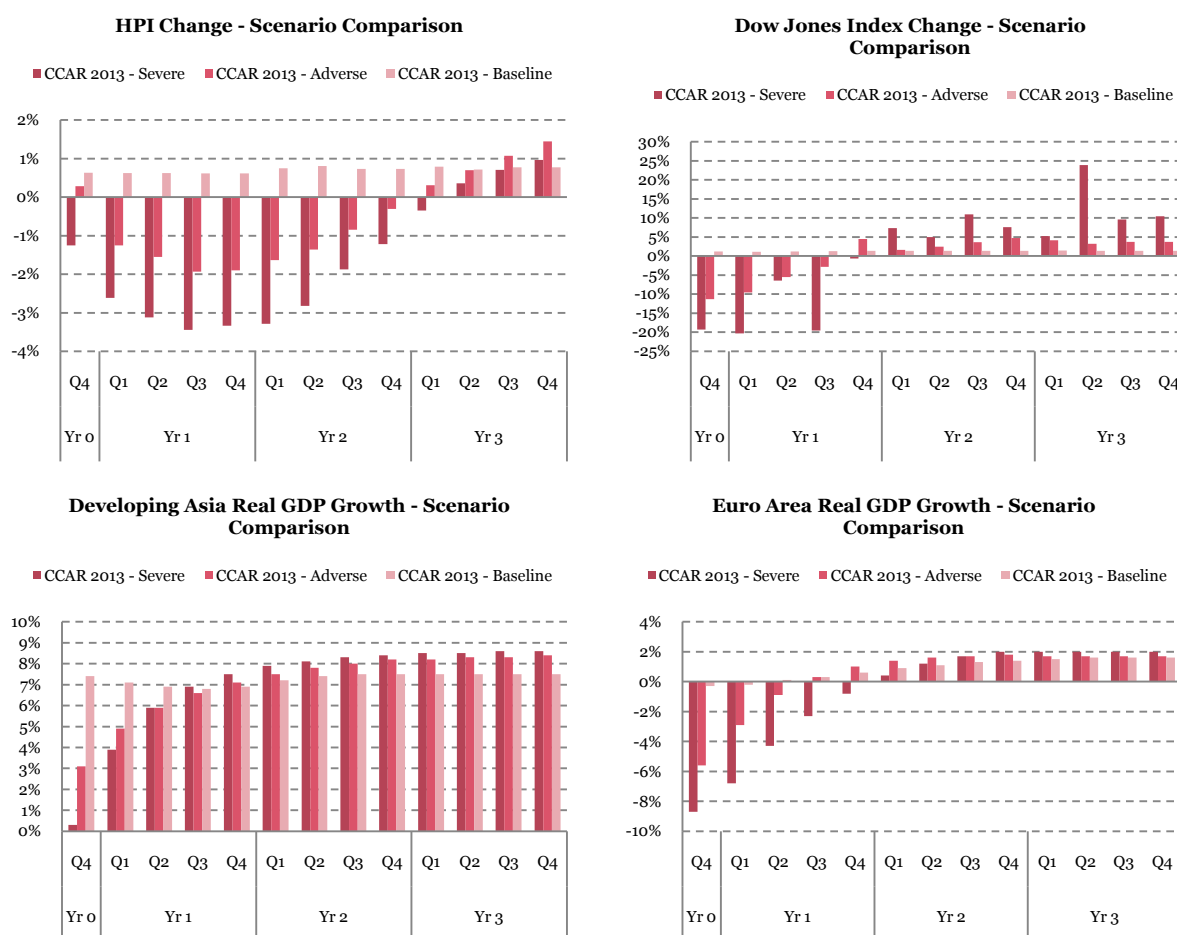 HPI Change - Scenario Comparison
CCAR 2013 - Severe CCAR 2013 - Adverse CCAR 2013 - Baseline
2%
1%
0%
-1%
-2%
-3%
-4%
Q4 Q1 Q2 Q3 Q4 Q1 Q2 Q3 Q4 Q1 Q2 Q3 Q4
Yr 0 Yr 1 Yr 2 Yr 3
Dow Jones Index Change - Scenario
Comparison
CCAR 2013 - Severe CCAR 2013 - Adverse CCAR 2013 - Baseline
30%
25%
20%
15%
10%
5%
0%
-5%
-10%
-15%
-20%
-25%
Q4 Q1 Q2 Q3 Q4 Q1 Q2 Q3 Q4 Q1 Q2 Q3 Q4
Yr 0 Yr 1 Yr 2 Yr 3
Developing Asia Real GDP Growth - Scenario
Comparison
CCAR 2013 - Severe CCAR 2013 - Adverse CCAR 2013 - Baseline
10%
9%
8%
7%
6%
5%
4%
3%
2%
1%
0%
Q4 Q1 Q2 Q3 Q4 Q1 Q2 Q3 Q4 Q1 Q2 Q3 Q4
Yr 0 Yr 1 Yr 2 Yr 3
Euro Area Real GDP Growth - Scenario
Comparison
CCAR 2013 - Severe CCAR 2013 - Adverse CCAR 2013 - Baseline
4%
2%
0%
-2%
-4%
-6%
-8%
-10%
Q4 Q1 Q2 Q3 Q4 Q1 Q2 Q3 Q4 Q1 Q2 Q3 Q4
Yr 0 Yr 1 Yr 2 Yr 3